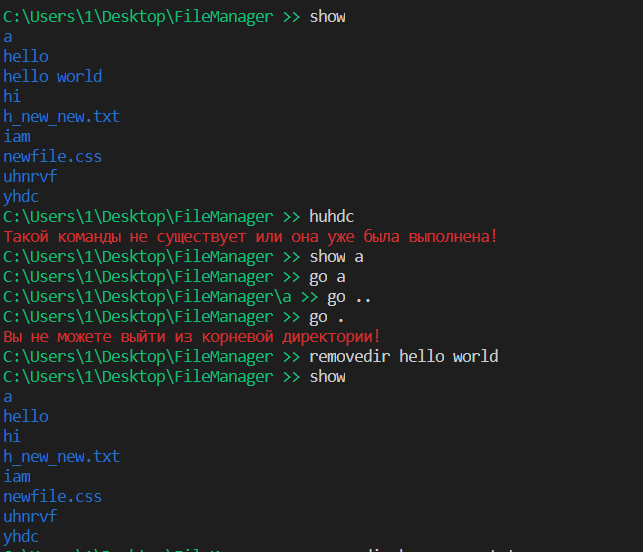 C:\Users\1\Desktop\FileManager >> show
a
hello
hello world
hi
h_new_new.txt
iam
newfile.css
uhnrvf
yhdc
C:\Users\1\Desktop\FileManager >> huhdc
Такой команды не существует или она уже была выполнена!
C:\Users\1\Desktop\FileManager >> show a
C:\Users\1\Desktop\FileManager >> go a
C:\Users\1\Desktop\FileManager\a >> go ..
C:\Users\1\Desktop\FileManager >> go .
Вы не можете выйти из корневой директории!
C:\Users\1\Desktop\FileManager >> removedir hello world
C:\Users\1\Desktop\FileManager >> show
a
hello
hi
h_new_new.txt
iam
newfile.css
uhnrvf
yhdc